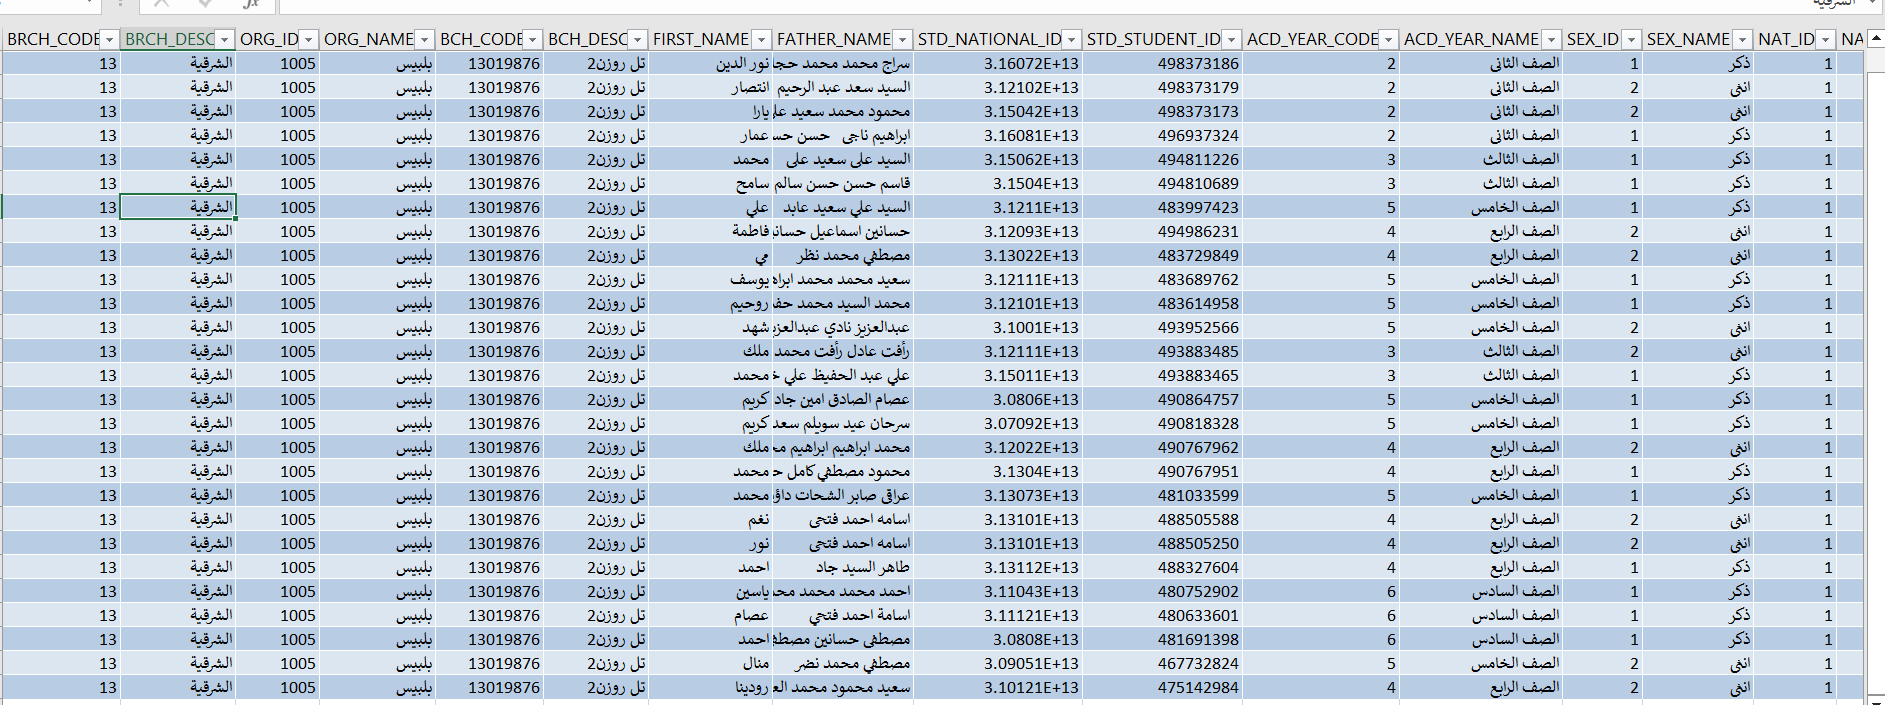 الشرقية
BRCH_CODE BRCH_DESC ORG_ID ORG_NAME BCH_CODE BCH_DESC FIRST_NAME FATHER_NAME STD_NATIONAL_ID STD_STUDENT_ID ACD_YEAR_CODE ACD_YEAR_NAME SEX_ID SEX_NAME NAT_ID NA
13 الشرقية 1005 بلبيس 13019876 تل روزن2 نور الدين سراج محمد محمد حجا 3.16072E+13 498373186 2 الصف الثانى 1 ذكر 1
13 الشرقية 1005 بلبيس 13019876 تل روزن2 انتصار السيد سعد عبد الرحيم 3.12102E+13 498373179 2 الصف الثانى 2 انثى 1
13 الشرقية 1005 بلبيس 13019876 تل روزن2 يارا محمود محمد سعيد علي 3.15042E+13 498373173 2 الصف الثانى 2 انثى 1
13 الشرقية 1005 بلبيس 13019876 تل روزن2 عمار ابراهيم ناجى حسن حسـ 3.16081E+13 496937324 2 الصف الثانى 1 ذكر 1
13 الشرقية 1005 بلبيس 13019876 تل روزن2 محمد السيد على سعيد على 3.15062E+13 494811226 3 الصف الثالث 1 ذكر 1
13 الشرقية 1005 بلبيس 13019876 تل روزن2 سامح قاسم حسن حسن سالم 3.1504E+13 494810689 3 الصف الثالث 1 ذكر 1
13 الشرقية 1005 بلبيس 13019876 تل روزن2 علي السيد علي سعيد عابد 3.1211E+13 483997423 5 الصف الخامس 1 ذكر 1
13 الشرقية 1005 بلبيس 13019876 تل روزن2 فاطمة حسانين اسماعيل حسانيـ 3.12093E+13 494986231 4 الصف الرابع 2 انثى 1
13 الشرقية 1005 بلبيس 13019876 تل روزن2 مي مصطفي محمد نظر 3.13022E+13 483729849 4 الصف الرابع 2 انثى 1
13 الشرقية 1005 بلبيس 13019876 تل روزن2 يوسف سعيد محمد محمد ابراهـ 3.12111E+13 483689762 5 الصف الخامس 1 ذكر 1
13 الشرقية 1005 بلبيس 13019876 تل روزن2 روحيم محمد السيد محمد حفـ 3.12101E+13 483614958 5 الصف الخامس 1 ذكر 1
13 الشرقية 1005 بلبيس 13019876 تل روزن2 شهد عبدالعزيز نادي عبدالعزيـ 3.1001E+13 493952566 5 الصف الخامس 2 انثى 1
13 الشرقية 1005 بلبيس 13019876 تل روزن2 ملك رأفت عادل رأفت محمد 3.12111E+13 493883485 3 الصف الثالث 2 انثى 1
13 الشرقية 1005 بلبيس 13019876 تل روزن2 محمد علي عبد الحفيظ علي خـ 3.15011E+13 493883465 3 الصف الثالث 1 ذكر 1
13 الشرقية 1005 بلبيس 13019876 تل روزن2 كريم عصام الصادق امين جاد 3.0806E+13 490864757 5 الصف الخامس 1 ذكر 1
13 الشرقية 1005 بلبيس 13019876 تل روزن2 كريم سرحان عيد سويلم سعد 3.07092E+13 490818328 5 الصف الخامس 1 ذكر 1
13 الشرقية 1005 بلبيس 13019876 تل روزن2 ملك محمد ابراهيم ابراهيم محـ 3.12022E+13 490767962 4 الصف الرابع 2 انثى 1
13 الشرقية 1005 بلبيس 13019876 تل روزن2 محمد محمود مصطفي كامل حـ 3.1304E+13 490767951 4 الصف الرابع 1 ذكر 1
13 الشرقية 1005 بلبيس 13019876 تل روزن2 محمد عراقى صابر الشحات داؤ 3.13073E+13 481033599 5 الصف الخامس 1 ذكر 1
13 الشرقية 1005 بلبيس 13019876 تل روزن2 نغم اسامه احمد فتحى 3.13101E+13 488505588 4 الصف الرابع 2 انثى 1
13 الشرقية 1005 بلبيس 13019876 تل روزن2 نور اسامه احمد فتحى 3.13101E+13 488505250 4 الصف الرابع 2 انثى 1
13 الشرقية 1005 بلبيس 13019876 تل روزن2 احمد طاهر السيد جاد 3.13112E+13 488327604 4 الصف الرابع 1 ذكر 1
13 الشرقية 1005 بلبيس 13019876 تل روزن2 ياسين احمد محمد محمد محمـ 3.11043E+13 480752902 6 الصف السادس 1 ذكر 1
13 الشرقية 1005 بلبيس 13019876 تل روزن2 عصام اسامة احمد فتحي 3.11121E+13 480633601 6 الصف السادس 1 ذكر 1
13 الشرقية 1005 بلبيس 13019876 تل روزن2 احمد مصطفى حسانين مصطفـ 3.0808E+13 481691398 6 الصف السادس 1 ذكر 1
13 الشرقية 1005 بلبيس 13019876 تل روزن2 منال مصطفي محمد نضر 3.09051E+13 467732824 5 الصف الخامس 2 انثى 1
13 الشرقية 1005 بلبيس 13019876 تل روزن2 رودينا سعيد محمود محمد العـ 3.10121E+13 475142984 4 الصف الرابع 2 انثى 1